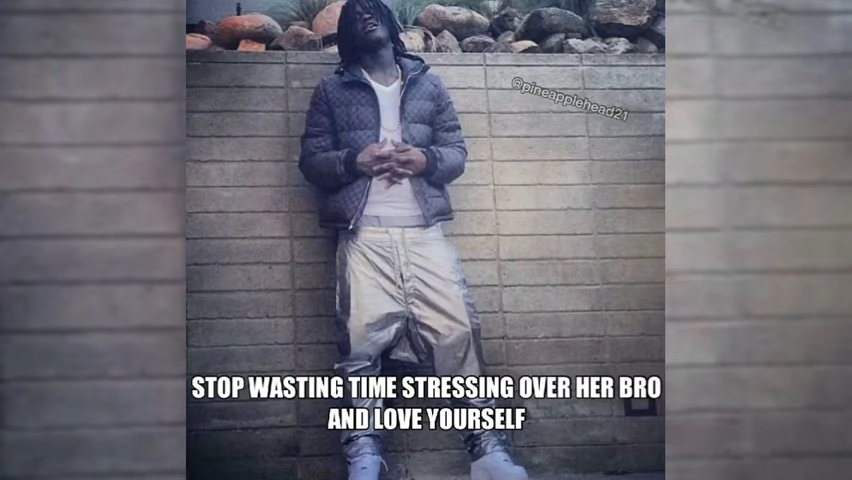 @pineapplehead21
STOP WASTING TIME STRESSING OVER HER BRO
AND LOVE YOURSELF